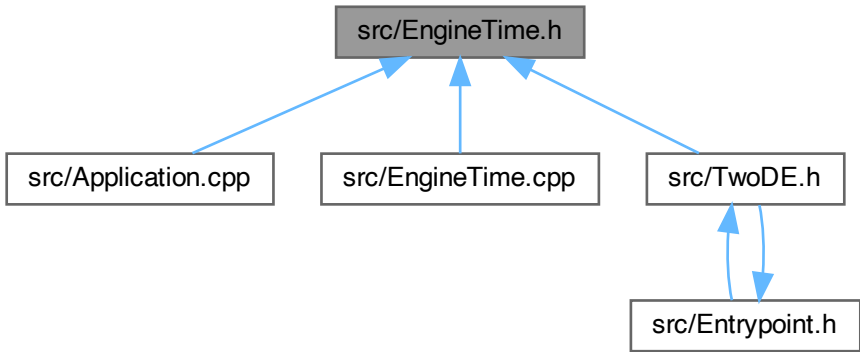 src/EngineTime.h
src/Application.cpp
src/EngineTime.cpp
src/TwoDE.h
src/Entrypoint.h